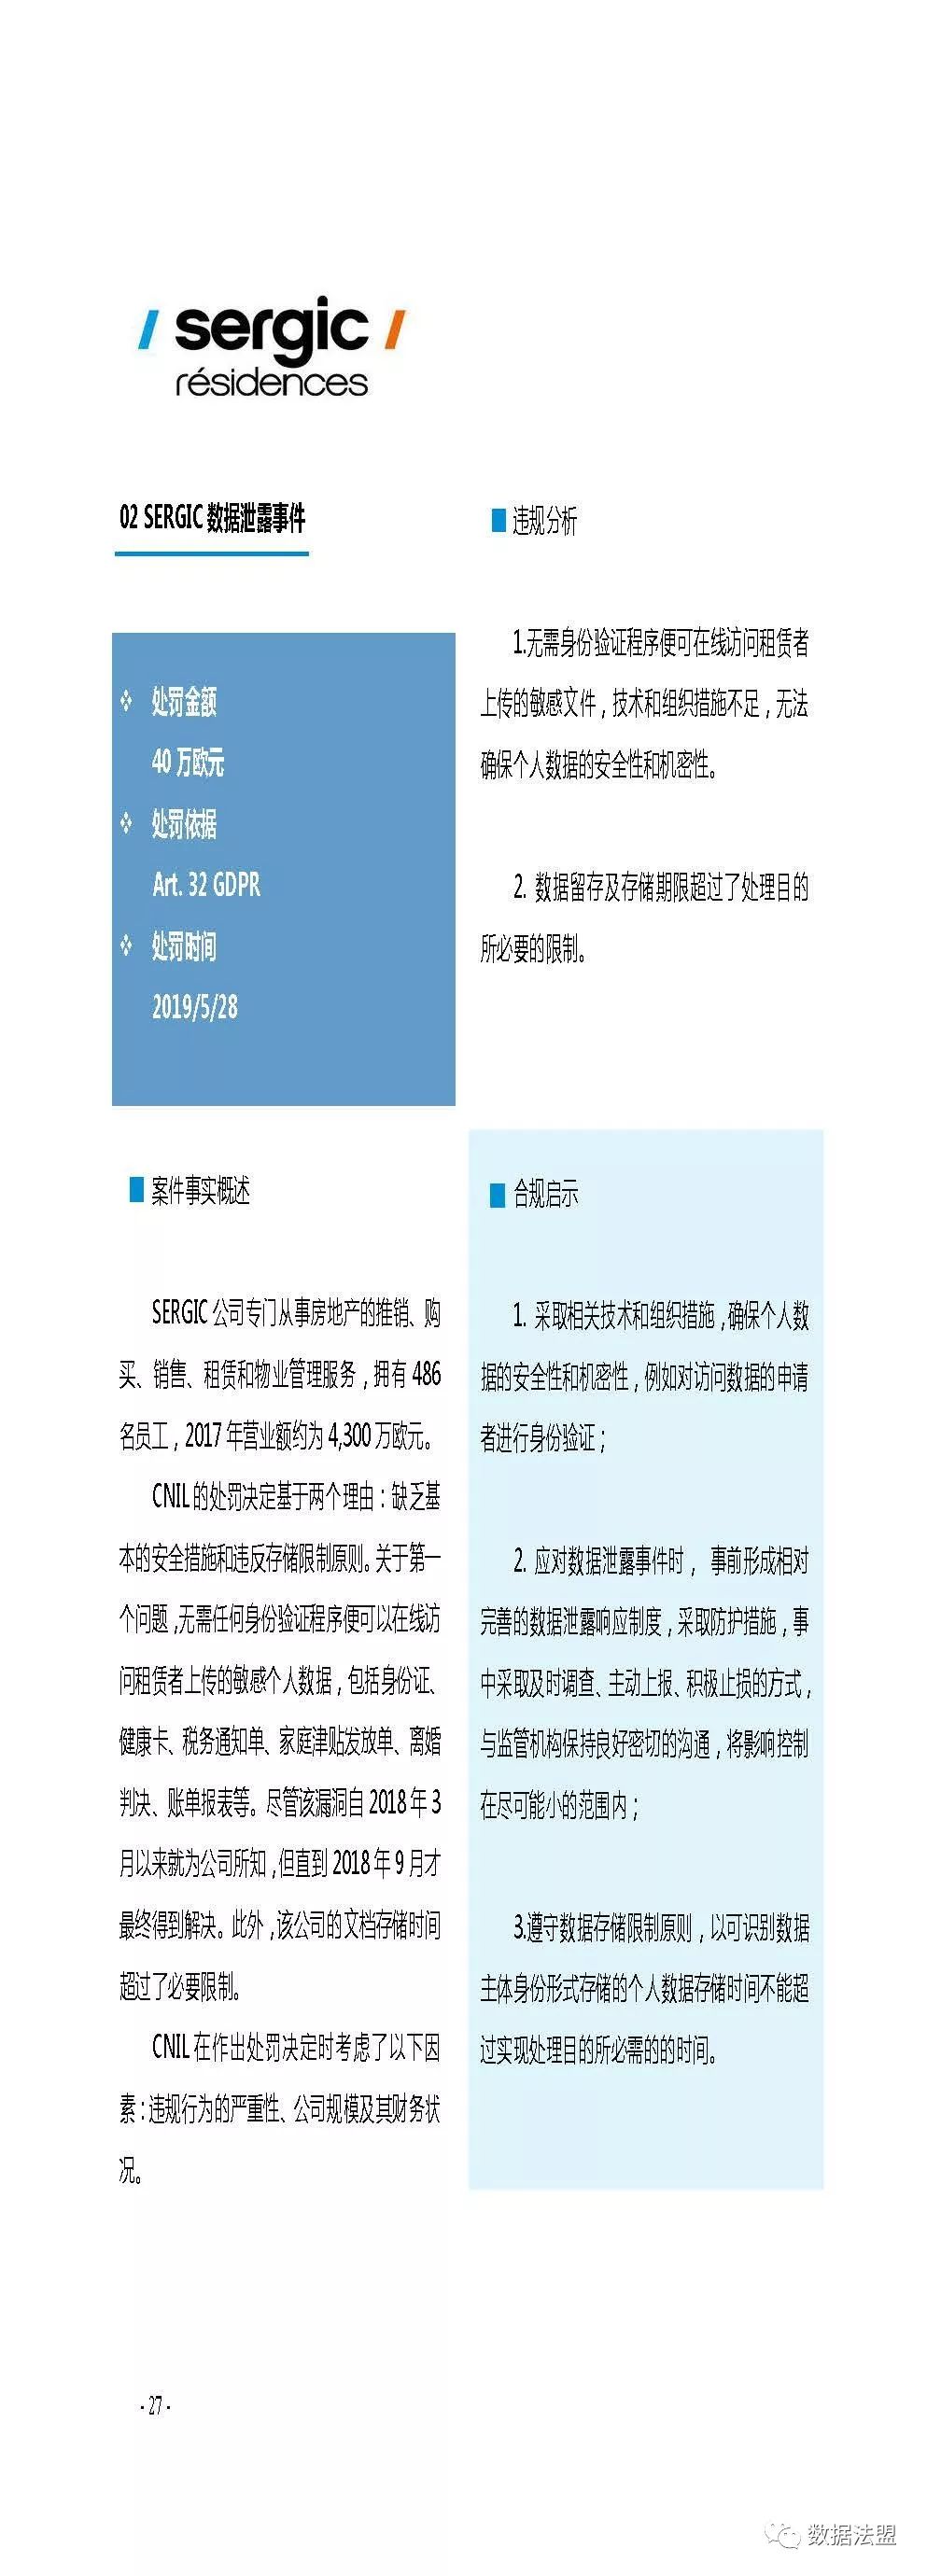 / sergic /
résidences
02 SERGIC 数据泄露事件
❖ 处罚金额
40 万欧元
❖ 处罚依据
Art. 32 GDPR
❖ 处罚时间
2019/5/28
■ 案件事实概述
SERGIC 公司专门从事房地产的推销、购
买、销售、租赁和物业管理服务，拥有 486
名员工，2017 年营业额约为 4,300 万欧元。
CNIL 的处罚决定基于两个理由：缺乏基
本的安全措施和违反存储限制原则。关于第一
个问题，无需任何身份验证程序便可以在线访
问租赁者上传的敏感个人数据，包括身份证、
健康卡、税务通知单、家庭津贴发放单、离婚
判决、账单报表等。尽管该漏洞自 2018 年 3
月以来就为公司所知，但直到 2018 年 9 月才
最终得到解决。此外，该公司的文档存储时间
超过了必要限制。
CNIL 在作出处罚决定时考虑了以下因
素：违规行为的严重性、公司规模及其财务状
况。
■ 违规分析
1.无需身份验证程序便可在线访问租赁者
上传的敏感文件，技术和组织措施不足，无法
确保个人数据的安全性和机密性。
2. 数据留存及存储期限超过了处理目的
所必要的限制。
■ 合规启示
1. 采取相关技术和组织措施，确保个人数
据的安全性和机密性，例如对访问数据的申请
者进行身份验证；
2. 应对数据泄露事件时， 事前形成相对
完善的数据泄露响应制度，采取防护措施，事
中采取及时调查、主动上报、积极止损的方式，
与监管机构保持良好密切的沟通，将影响控制
在尽可能小的范围内；
3.遵守数据存储限制原则，以可识别数据
主体身份形式存储的个人数据存储时间不能超
过实现处理目的所必需的的时间。
- 27 -
数据法盟